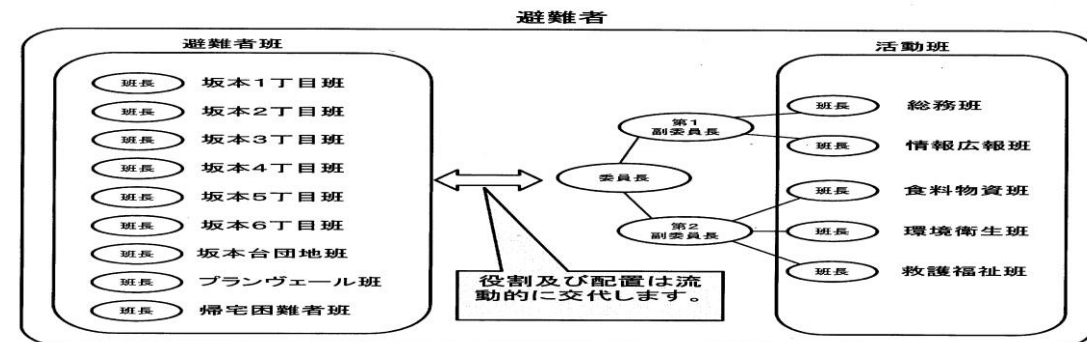 避難者
避難者班
班長 坂本1丁目班
班長 坂本2丁目班
班長 坂本3丁目班
班長 坂本4丁目班
班長 坂本5丁目班
班長 坂本6丁目班
班長 坂本台団地班
班長 ブランヴェール班
班長 帰宅困難者班
役割及び配置は流
動的に交代します。
委員長
第1
副委員長
第2
副委員長
活動班
班長 総務班
班長 情報広報班
班長 食料物資班
班長 環境衛生班
班長 救護福祉班